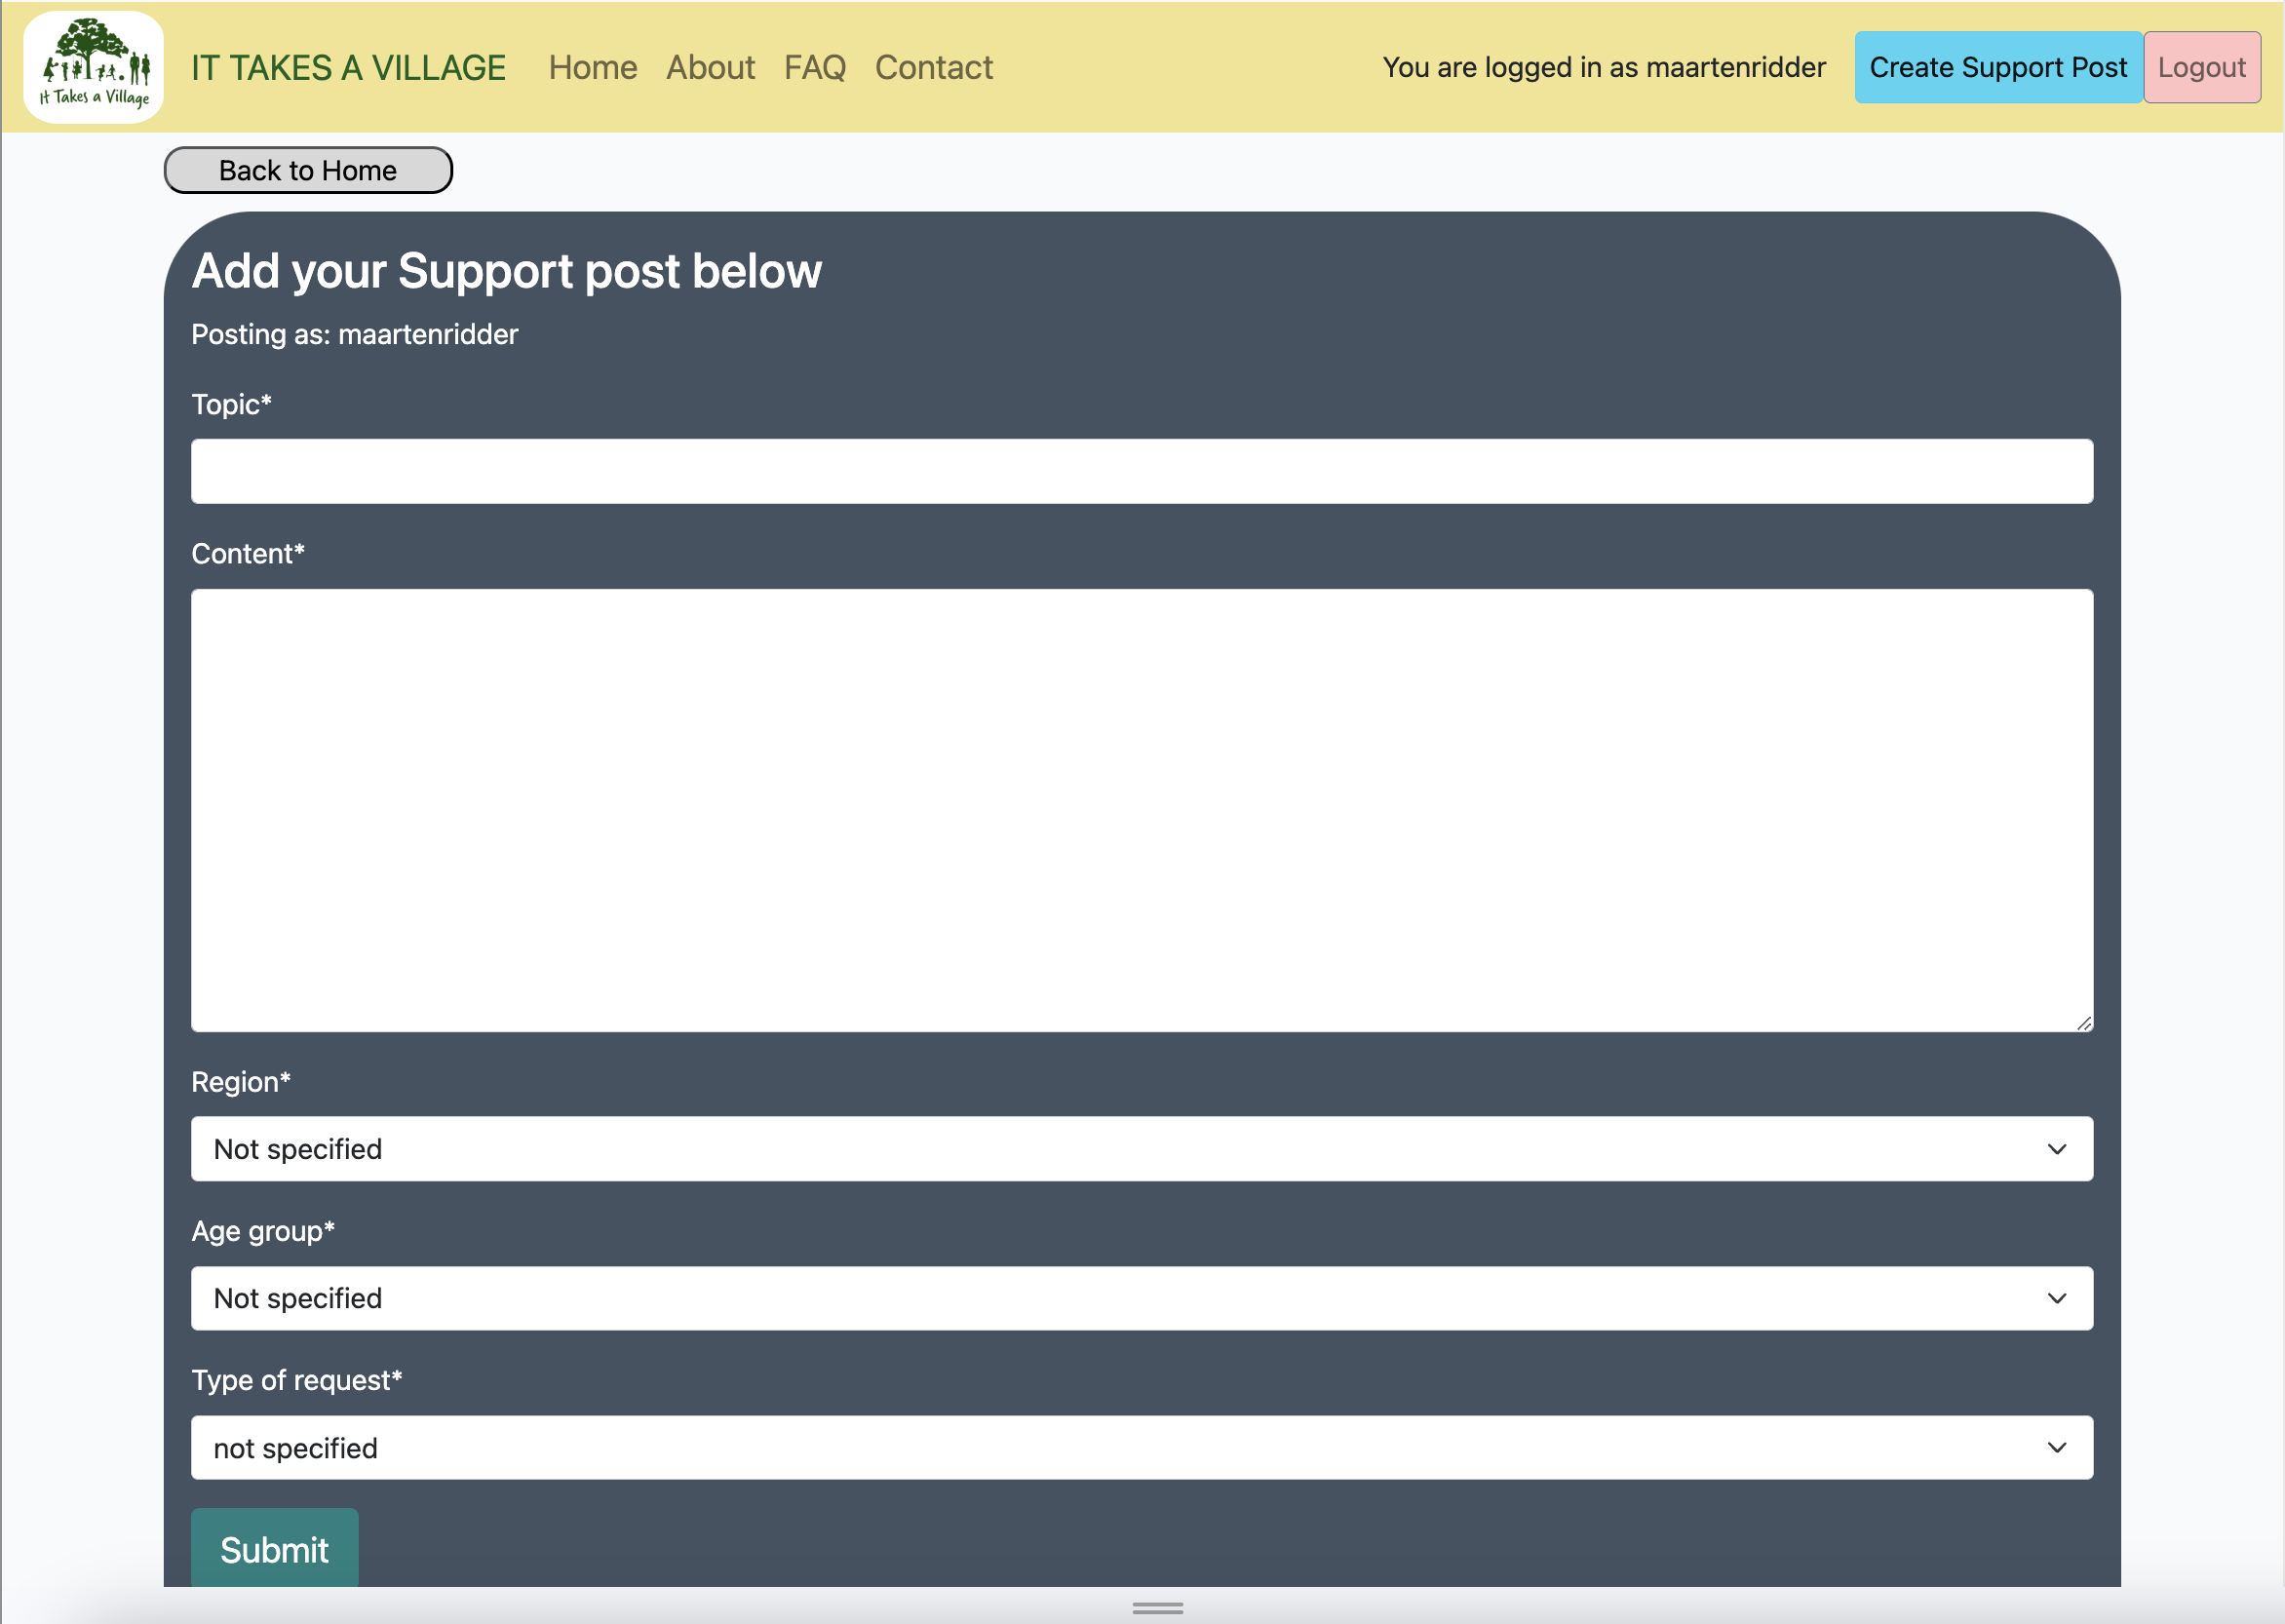 It Takes a Village
IT TAKES A VILLAGE Home About FAQ Contact You are logged in as maartenridder Create Support Post Logout
Back to Home
Add your Support post below
Posting as: maartenridder
Topic*
Content*
Region*
Not specified
Age group*
Not specified
Type of request*
not specified
Submit